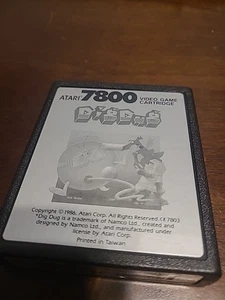 ATARI 7800 VIDEO GAME
CARTRIDGE
DIG DUG
Copyright © 1986, Atari Corp. All Rights Reserved. CX7803
"Dig Dug is a trademark of Namco Ltd., created and
designed by Namco Ltd., and manufactured under
license by Atari Corp.
Printed in Taiwan